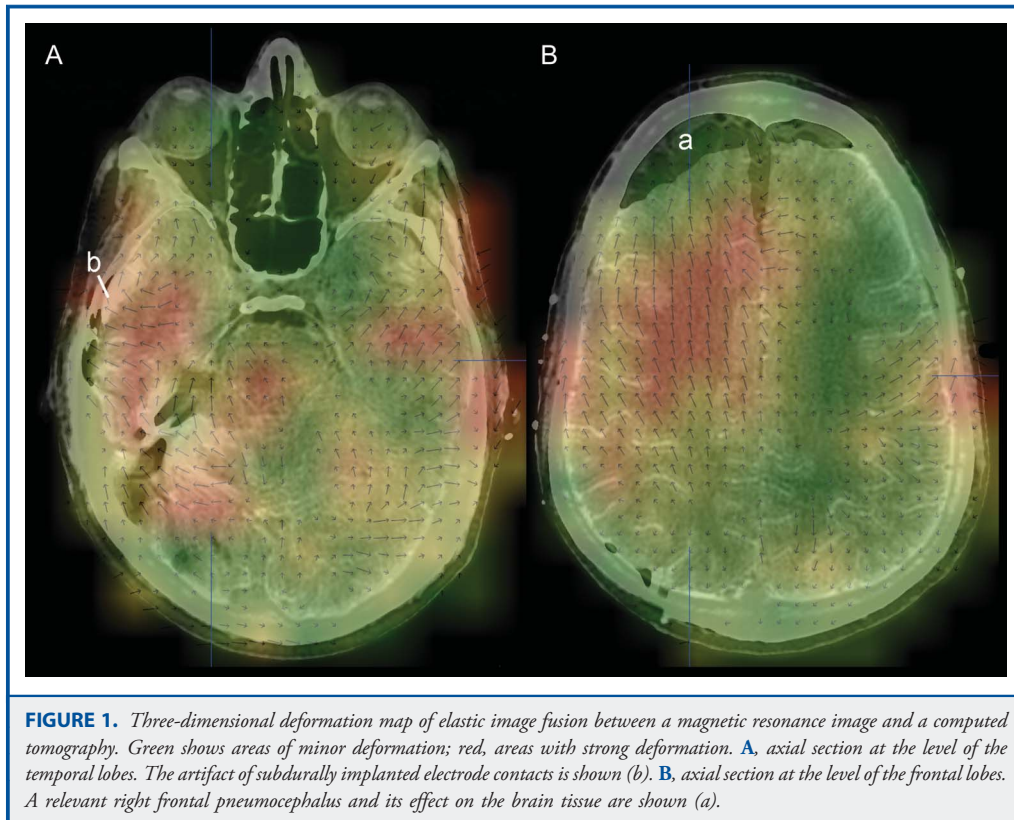 A
B
a
b
FIGURE 1. Three-dimensional deformation map of elastic image fusion between a magnetic resonance image and a computed
tomography. Green shows areas of minor deformation; red, areas with strong deformation. A, axial section at the level of the
temporal lobes. The artifact of subdurally implanted electrode contacts is shown (b). B, axial section at the level of the frontal lobes.
A relevant right frontal pneumocephalus and its effect on the brain tissue are shown (a).